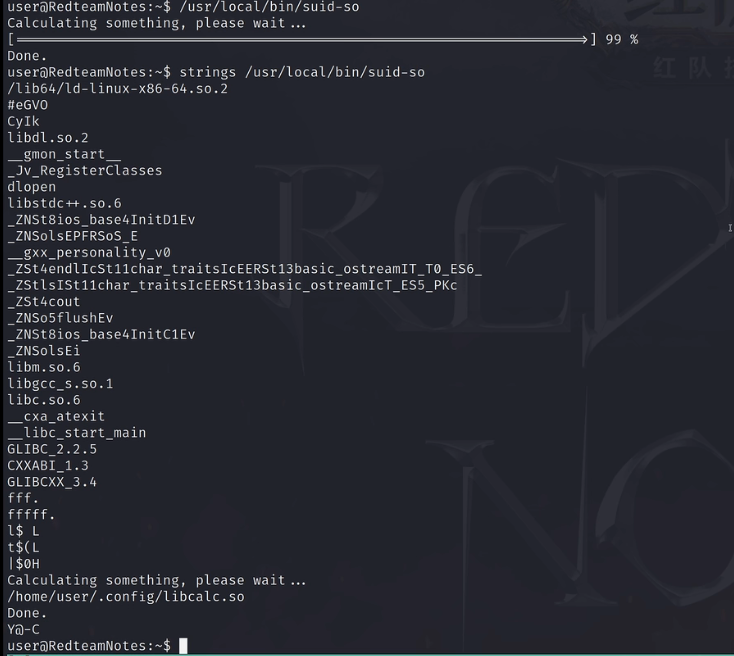 user@RedteamNotes:~$ /usr/local/bin/suid-so
Calculating something, please wait...
[=====================================================================>] 99 %
Done.
user@RedteamNotes:~$ strings /usr/local/bin/suid-so
/lib64/ld-linux-x86-64.so.2
#eGVO
CyIk
libdl.so.2
__gmon_start__
_Jv_RegisterClasses
dlopen
libstdc++.so.6
_ZNSt8ios_base4InitD1Ev
_ZNSolsEPFRSoS_E
__gxx_personality_v0
_ZSt4endlIcSt11char_traitsIcEERSt13basic_ostreamIT_T0_ES6_
_ZStlsISt11char_traitsIcEERSt13basic_ostreamIcT_ES5_PKc
_ZSt4cout
_ZNSo5flushEv
_ZNSt8ios_base4InitC1Ev
_ZNSolsEi
libm.so.6
libgcc_s.so.1
libc.so.6
__cxa_atexit
__libc_start_main
GLIBC_2.2.5
CXXABI_1.3
GLIBCXX_3.4
fff.
fffff.
l$ L
t$(L
|$0H
Calculating something, please wait...
/home/user/.config/libcalc.so
Done.
Y@-C
user@RedteamNotes:~$
红队
RED
NO